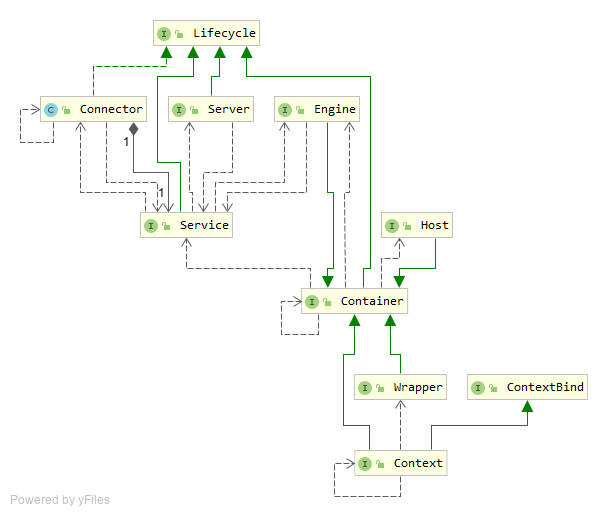 I Lifecycle
C Connector
I Server
I Engine
1
1
I Service
I Host
I Container
I Wrapper
I ContextBind
I Context
Powered by yFiles